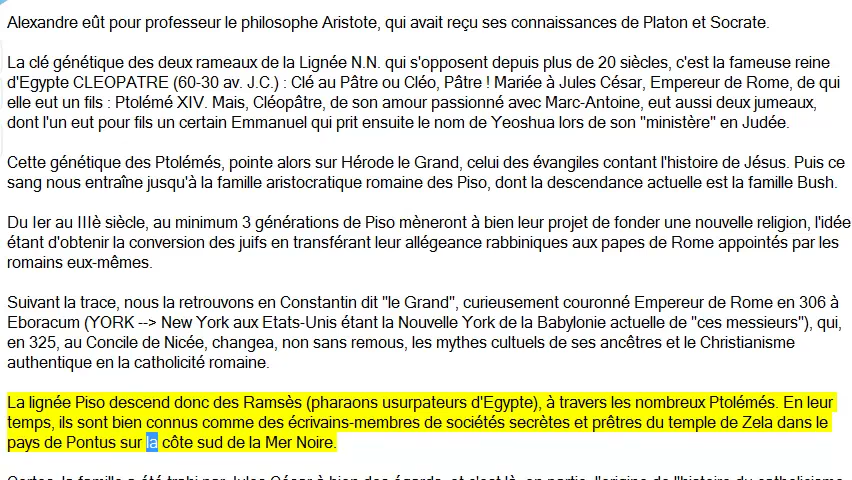 Alexandre eût pour professeur le philosophe Aristote, qui avait reçu ses connaissances de Platon et Socrate.
La clé génétique des deux rameaux de la Lignée N.N. qui s'opposent depuis plus de 20 siècles, c'est la fameuse reine
d'Egypte CLEOPATRE (60-30 av. J.C.) : Clé au Pâtre ou Cléo, Pâtre ! Mariée à Jules César, Empereur de Rome, de qui
elle eut un fils : Ptolémé XIV. Mais, Cléopâtre, de son amour passionné avec Marc-Antoine, eut aussi deux jumeaux,
dont l'un eut pour fils un certain Emmanuel qui prit ensuite le nom de Yeoshua lors de son "ministère" en Judée.
Cette génétique des Ptolémés, pointe alors sur Hérode le Grand, celui des évangiles contant l'histoire de Jésus. Puis ce
sang nous entraîne jusqu'à la famille aristocratique romaine des Piso, dont la descendance actuelle est la famille Bush.
Du Ier au IIIè siècle, au minimum 3 générations de Piso mèneront à bien leur projet de fonder une nouvelle religion, l'idée
étant d'obtenir la conversion des juifs en transférant leur allégeance rabbiniques aux papes de Rome appointés par les
romains eux-mêmes.
Suivant la trace, nous la retrouvons en Constantin dit "le Grand", curieusement couronné Empereur de Rome en 306 à
Eboracum (YORK --> New York aux Etats-Unis étant la Nouvelle York de la Babylonie actuelle de "ces messieurs"), qui,
en 325, au Concile de Nicée, changea, non sans remous, les mythes cultuels de ses ancêtres et le Christianisme
authentique en la catholicité romaine.
La lignée Piso descend donc des Ramsès (pharaons usurpateurs d'Egypte), à travers les nombreux Ptolémés. En leur
temps, ils sont bien connus comme des écrivains-membres de sociétés secrètes et prêtres du temple de Zela dans le
pays de Pontus sur la côte sud de la Mer Noire.